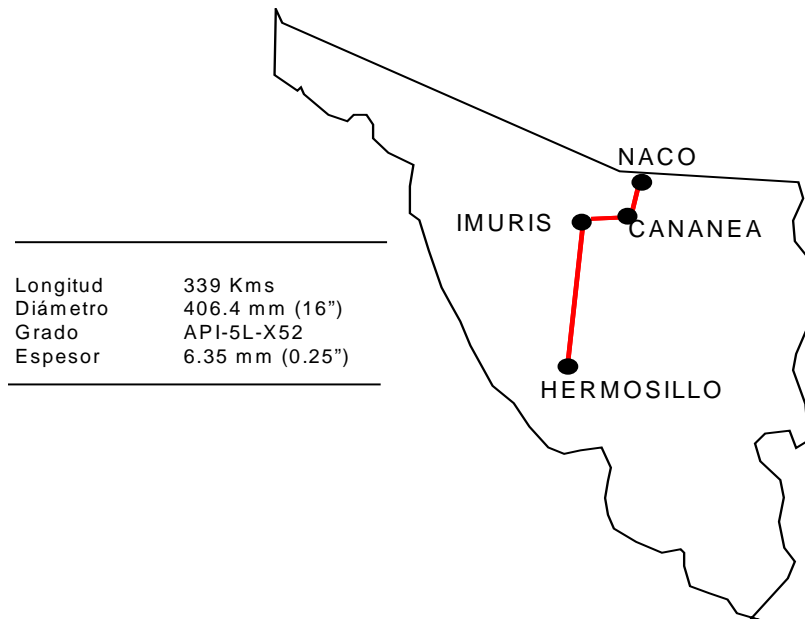 NACO
IMURIS
CANANEA
Longitud 339 Kms
Diámetro 406.4 mm (16”)
Grado API-5L-X52
Espesor 6.35 mm (0.25”)
HERMOSILLO